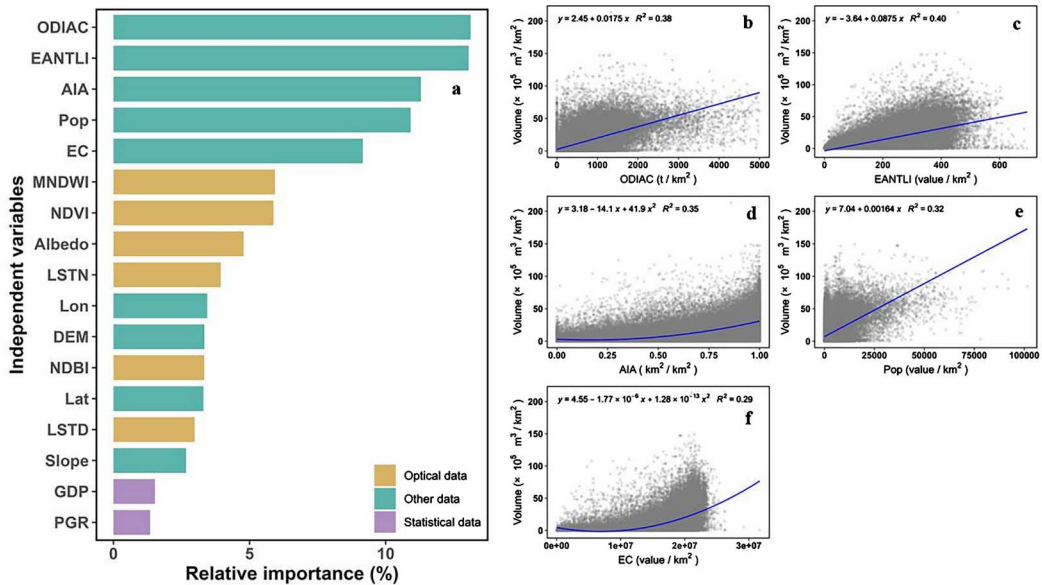 ODIAC
EANTLI
AIA
Pop
EC
MNDWI
NDVI
Albedo
LSTN
Lon
DEM
NDBI
Lat
LSTD
Slope
GDP
PGR
Independent variables
a
Optical data
Other data
Statistical data
0 5 10
Relative importance (%)
y = 2.45 + 0.0175 x R² = 0.38
b
200
150
100
50
0
Volume (× 10⁵ m³ / km²)
0 1000 2000 3000 4000 5000
ODIAC (t / km²)
y = − 3.64 + 0.0875 x R² = 0.40
c
200
150
100
50
0
Volume (× 10⁵ m³ / km²)
0 200 400 600
EANTLI (value / km²)
y = 3.18 − 14.1 x + 41.9 x² R² = 0.35
d
200
150
100
50
0
Volume (× 10⁵ m³ / km²)
0.00 0.25 0.50 0.75 1.00
AIA ( km² / km²)
y = 7.04 + 0.00164 x R² = 0.32
e
200
150
100
50
0
Volume (× 10⁵ m³ / km²)
0 25000 50000 75000 100000
Pop (value / km²)
y = 4.55 − 1.77 × 10⁻⁶ x + 1.28 × 10⁻¹³ x² R² = 0.29
f
200
150
100
50
0
Volume (× 10⁵ m³ / km²)
0e+00 1e+07 2e+07 3e+07
EC (value / km²)